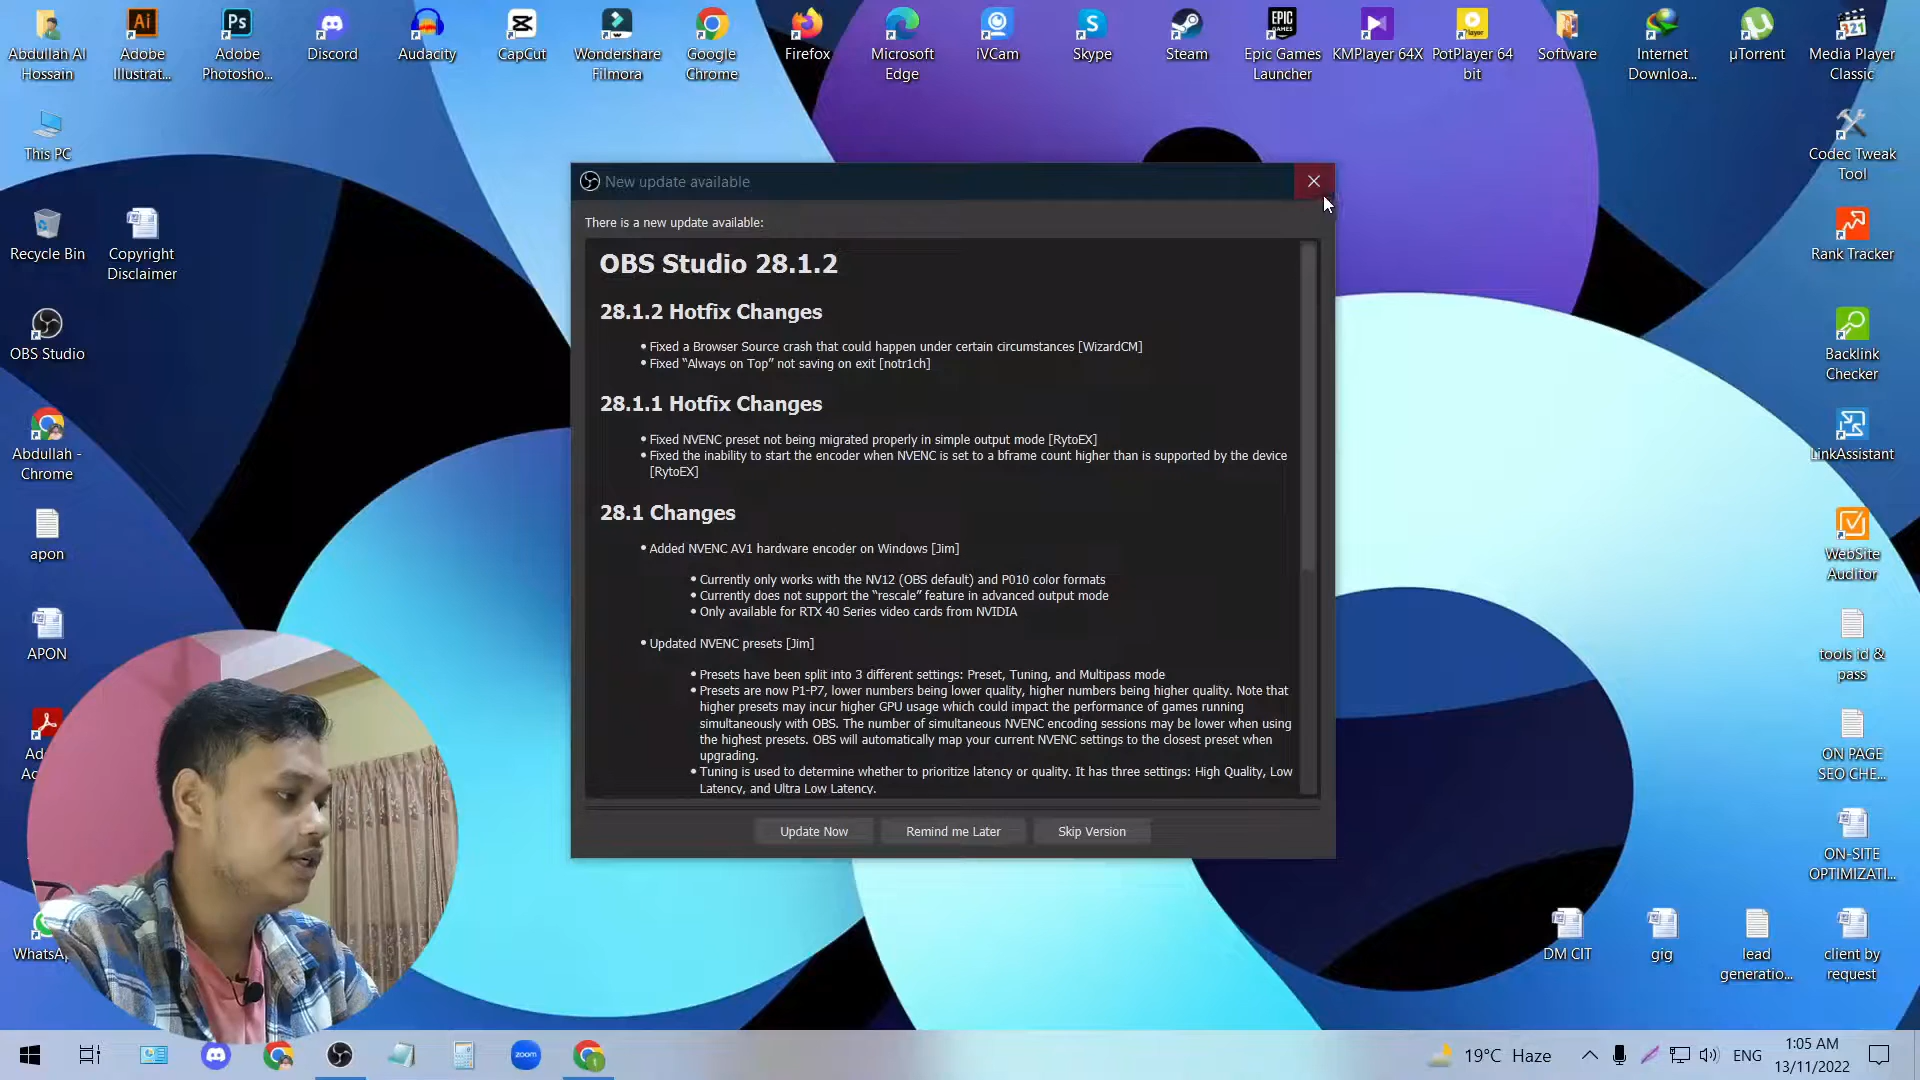 Abdullah Al
Hossain
Adobe
Illustrat...
Adobe
Photosho...
Discord
Audacity
CapCut
Wondershare
Filmora
Google
Chrome
Firefox
Microsoft
Edge
iVCam
Skype
Steam
Epic Games
Launcher
KMPlayer 64X
PotPlayer 64
bit
Software
Internet
Downloa...
µTorrent
Media Player
Classic
This PC
Codec Tweak
Tool
Recycle Bin
Copyright
Disclaimer
Rank Tracker
OBS Studio
Backlink
Checker
Abdullah -
Chrome
LinkAssistant
apon
WebSite
Auditor
APON
tools id &
pass
ON PAGE
SEO CHE...
ON-SITE
OPTIMIZATI...
WhatsA
DM CIT
gig
lead
generatio...
client by
request
New update available
There is a new update available:
OBS Studio 28.1.2
28.1.2 Hotfix Changes
• Fixed a Browser Source crash that could happen under certain circumstances [WizardCM]
• Fixed “Always on Top” not saving on exit [notr1ch]
28.1.1 Hotfix Changes
• Fixed NVENC preset not being migrated properly in simple output mode [RytoEX]
• Fixed the inability to start the encoder when NVENC is set to a bframe count higher than is supported by the device
[RytoEX]
28.1 Changes
• Added NVENC AV1 hardware encoder on Windows [Jim]
• Currently only works with the NV12 (OBS default) and P010 color formats
• Currently does not support the “rescale” feature in advanced output mode
• Only available for RTX 40 Series video cards from NVIDIA
• Updated NVENC presets [Jim]
• Presets have been split into 3 different settings: Preset, Tuning, and Multipass mode
• Presets are now P1-P7, lower numbers being lower quality, higher numbers being higher quality. Note that
higher presets may incur higher GPU usage which could impact the performance of games running
simultaneously with OBS. The number of simultaneous NVENC encoding sessions may be lower when using
the highest presets. OBS will automatically map your current NVENC settings to the closest preset when
upgrading.
• Tuning is used to determine whether to prioritize latency or quality. It has three settings: High Quality, Low
Latency, and Ultra Low Latency.
Update Now
Remind me Later
Skip Version
zoom
19°C Haze
ENG
1:05 AM
13/11/2022